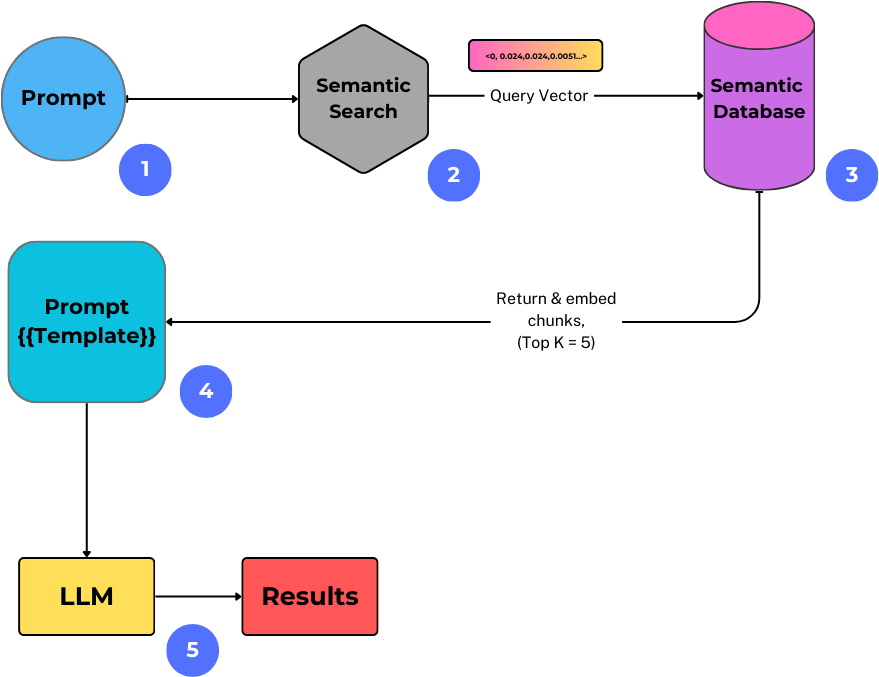 Prompt
1
Semantic
Search
2
<0, 0.024,0.024,0.0051...>
Query Vector
Semantic
Database
3
Return & embed
chunks,
(Top K = 5)
Prompt
{{Template}}
4
LLM
5
Results